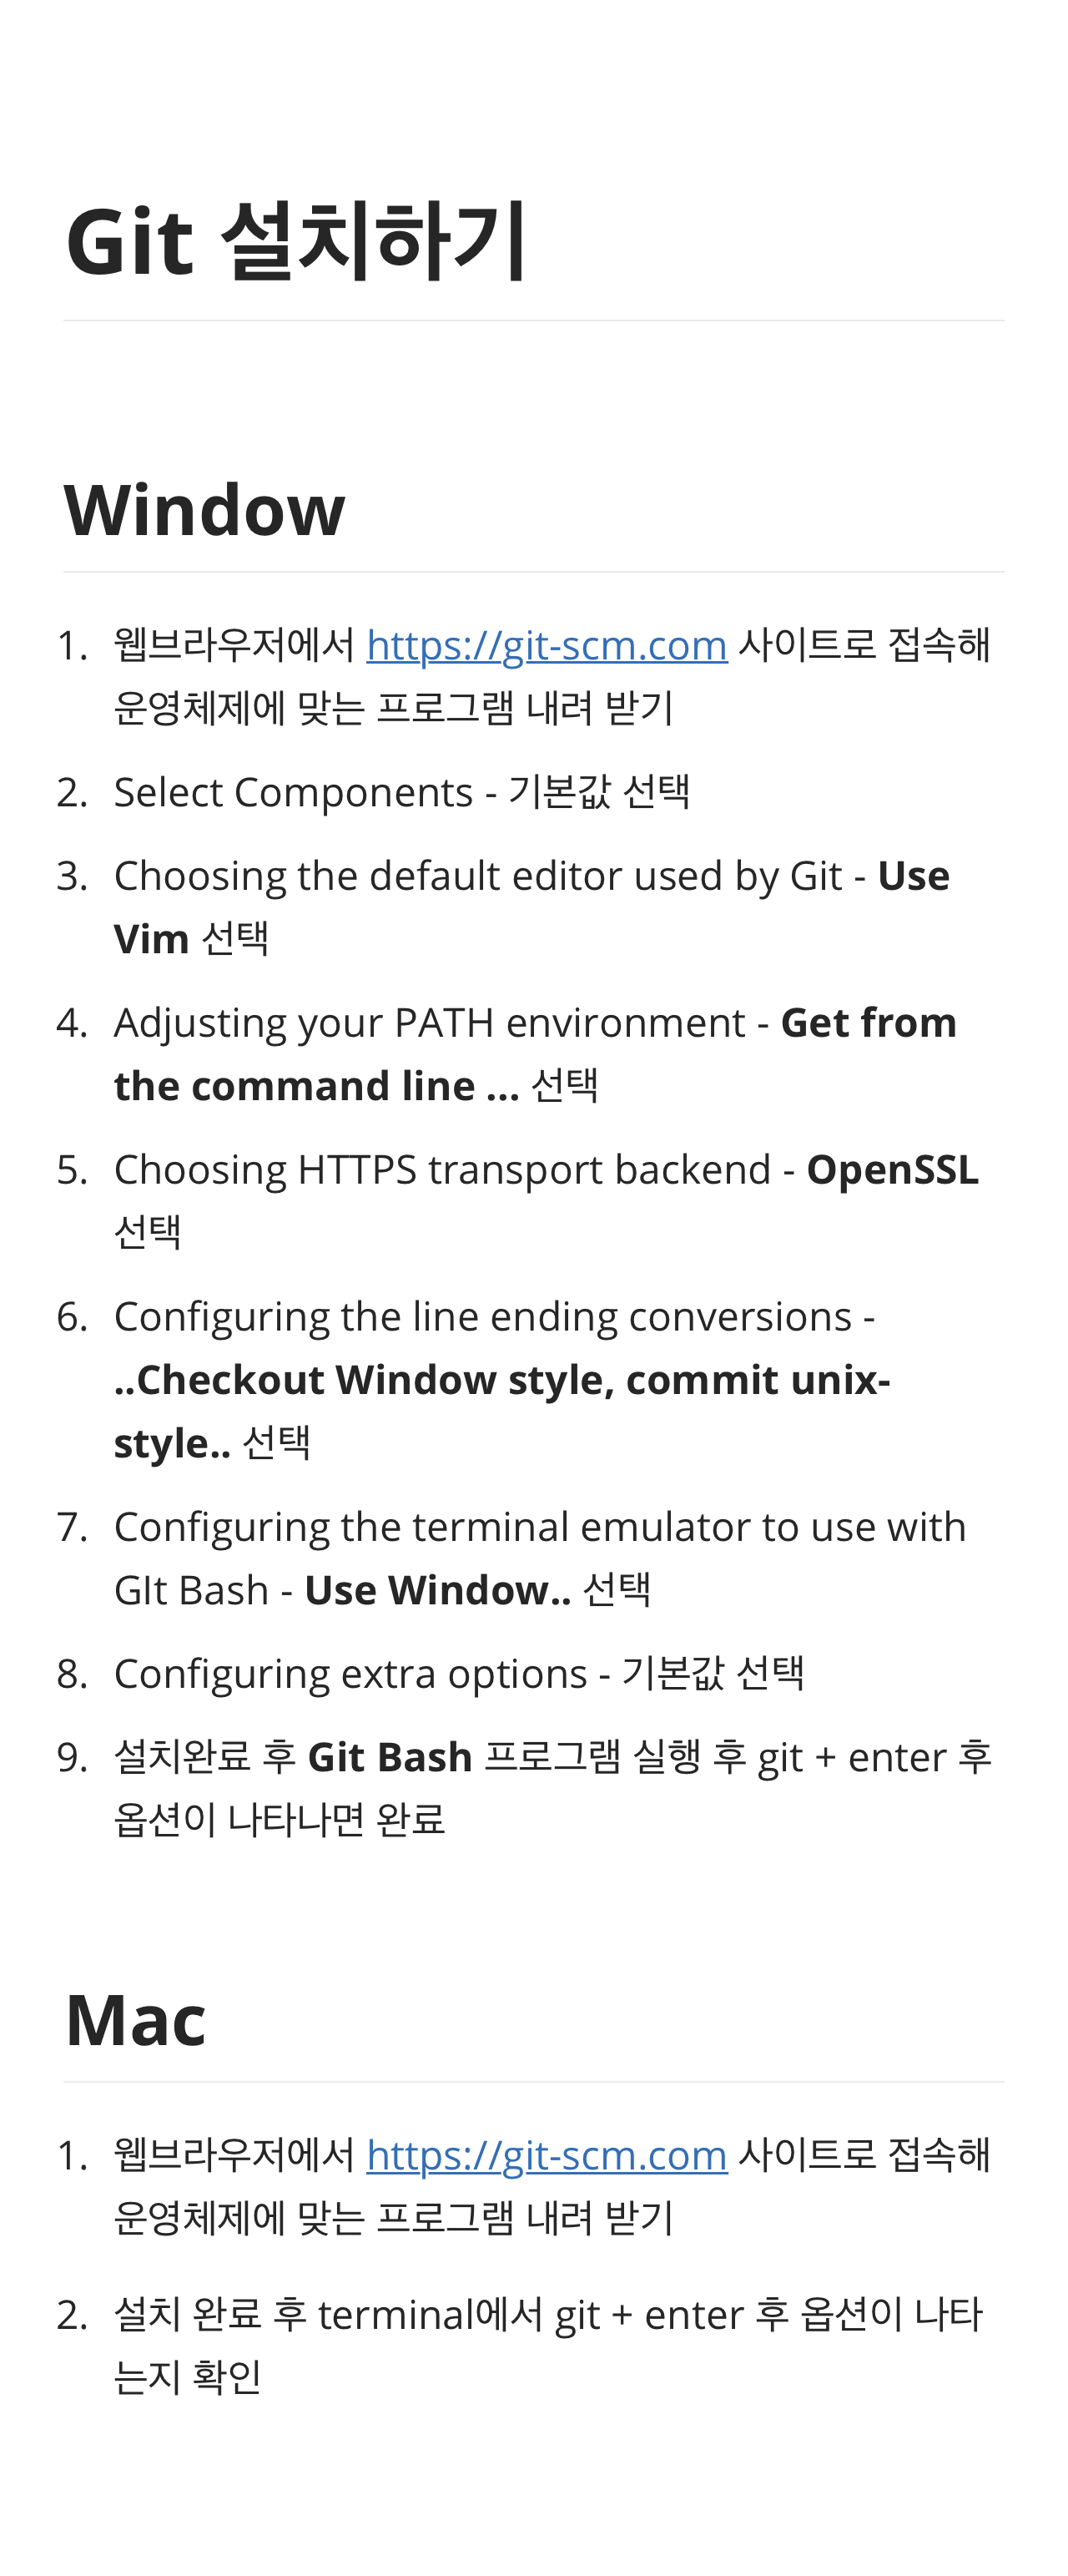 Git 설치하기
Window
1. 웹브라우저에서 https://git-scm.com 사이트로 접속해
운영체제에 맞는 프로그램 내려 받기
2. Select Components - 기본값 선택
3. Choosing the default editor used by Git - Use
Vim 선택
4. Adjusting your PATH environment - Get from
the command line ... 선택
5. Choosing HTTPS transport backend - OpenSSL
선택
6. Configuring the line ending conversions -
..Checkout Window style, commit unix-
style.. 선택
7. Configuring the terminal emulator to use with
GIt Bash - Use Window.. 선택
8. Configuring extra options - 기본값 선택
9. 설치완료 후 Git Bash 프로그램 실행 후 git + enter 후
옵션이 나타나면 완료
Mac
1. 웹브라우저에서 https://git-scm.com 사이트로 접속해
운영체제에 맞는 프로그램 내려 받기
2. 설치 완료 후 terminal에서 git + enter 후 옵션이 나타
는지 확인